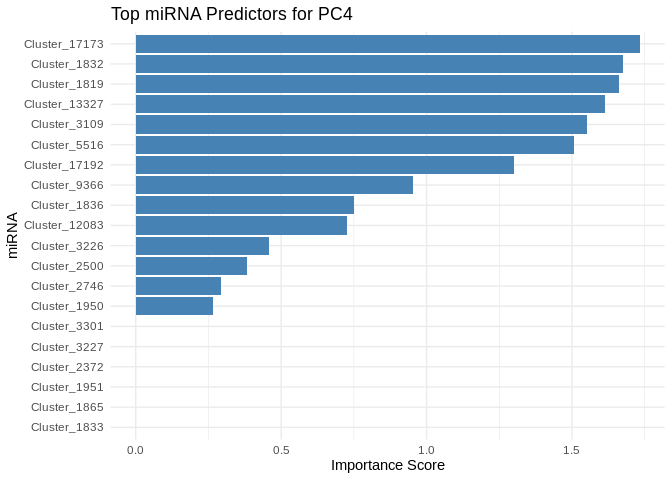 Top miRNA Predictors for PC4
Cluster_17173
Cluster_1832
Cluster_1819
Cluster_13327
Cluster_3109
Cluster_5516
Cluster_17192
Cluster_9366
Cluster_1836
Cluster_12083
Cluster_3226
Cluster_2500
Cluster_2746
Cluster_1950
Cluster_3301
Cluster_3227
Cluster_2372
Cluster_1951
Cluster_1865
Cluster_1833
miRNA
0.0 0.5 1.0 1.5
Importance Score